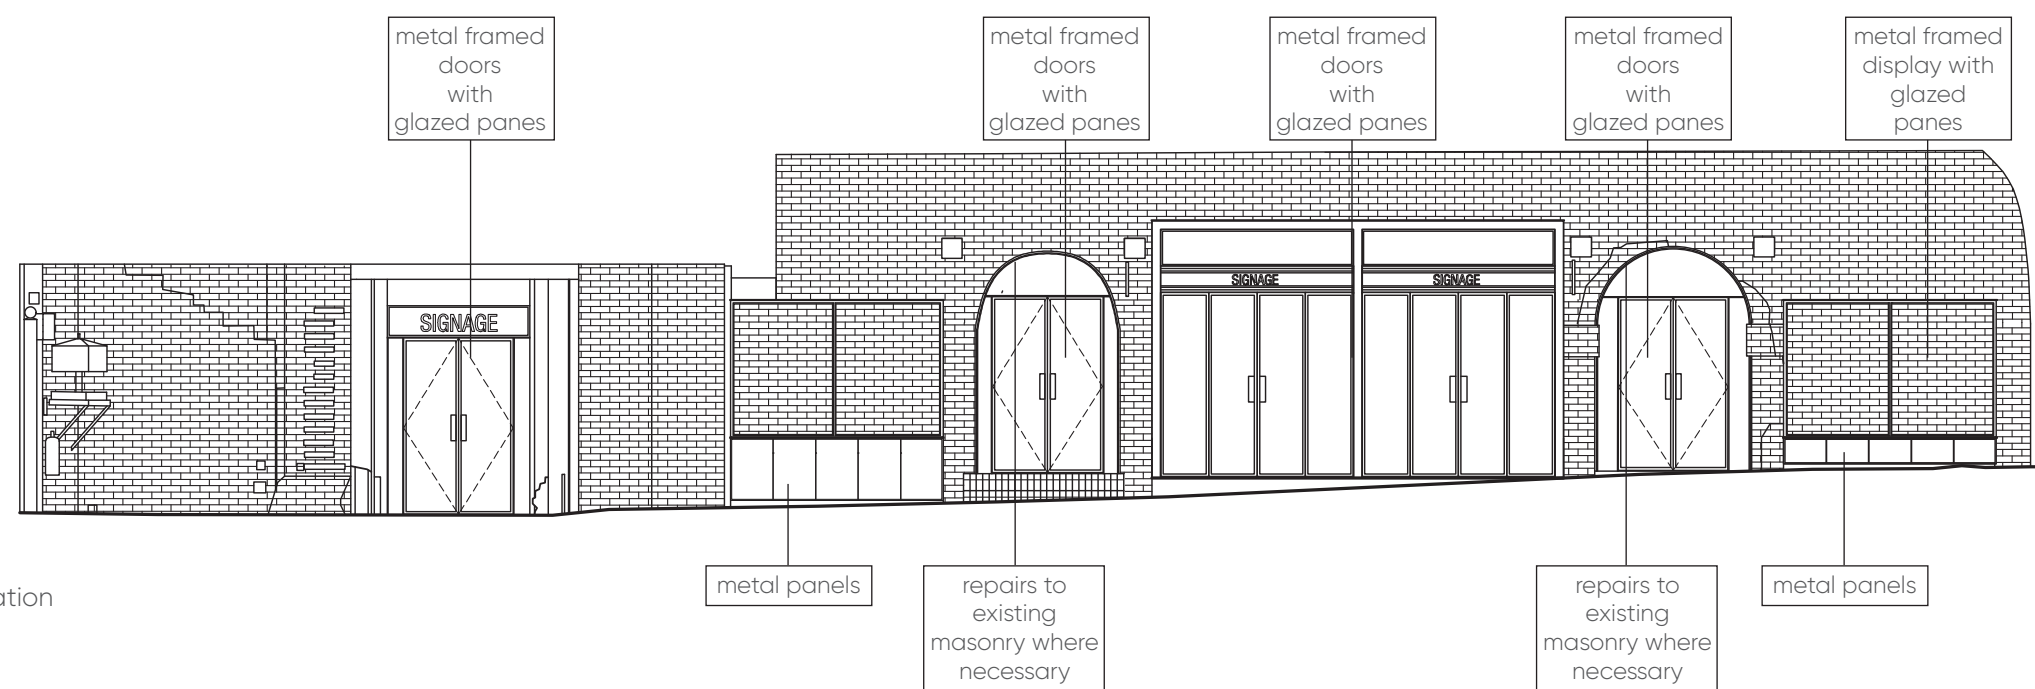 metal framed
doors
with
glazed panes
metal framed
doors
with
glazed panes
metal framed
doors
with
glazed panes
metal framed
doors
with
glazed panes
metal framed
display with
glazed
panes
SIGNAGE
SIGNAGE
SIGNAGE
metal panels
repairs to
existing
masonry where
necessary
repairs to
existing
masonry where
necessary
metal panels